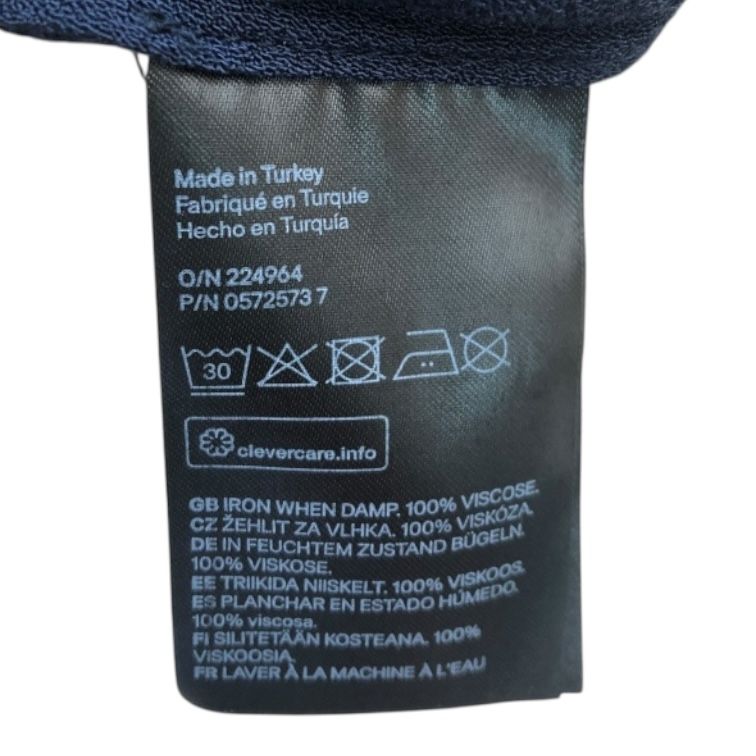 Made in Turkey
Fabriqué en Turquie
Hecho en Turquía
O/N 224964
P/N 0572573 7
30
clevercare.info
GB IRON WHEN DAMP. 100% VISCOSE.
CZ ŽEHLIT ZA VLHKA. 100% VISKÓZA.
DE IN FEUCHTEM ZUSTAND BÜGELN.
100% VISKOSE.
EE TRIIKIDA NIISKELT. 100% VISKOOS.
ES PLANCHAR EN ESTADO HÚMEDO.
100% viscosa.
FI SILITETÄÄN KOSTEANA. 100%
VISKOOSIA.
FR LAVER À LA MACHINE À L'EAU